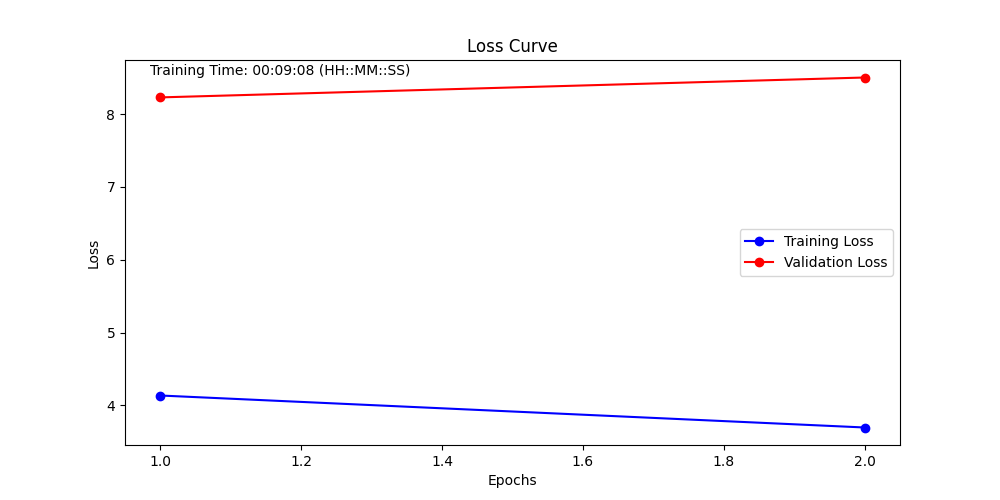 Loss Curve
Training Time: 00:09:08 (HH::MM::SS)
8
7
6
5
4
Loss
Training Loss
Validation Loss
1.0 1.2 1.4 1.6 1.8 2.0
Epochs